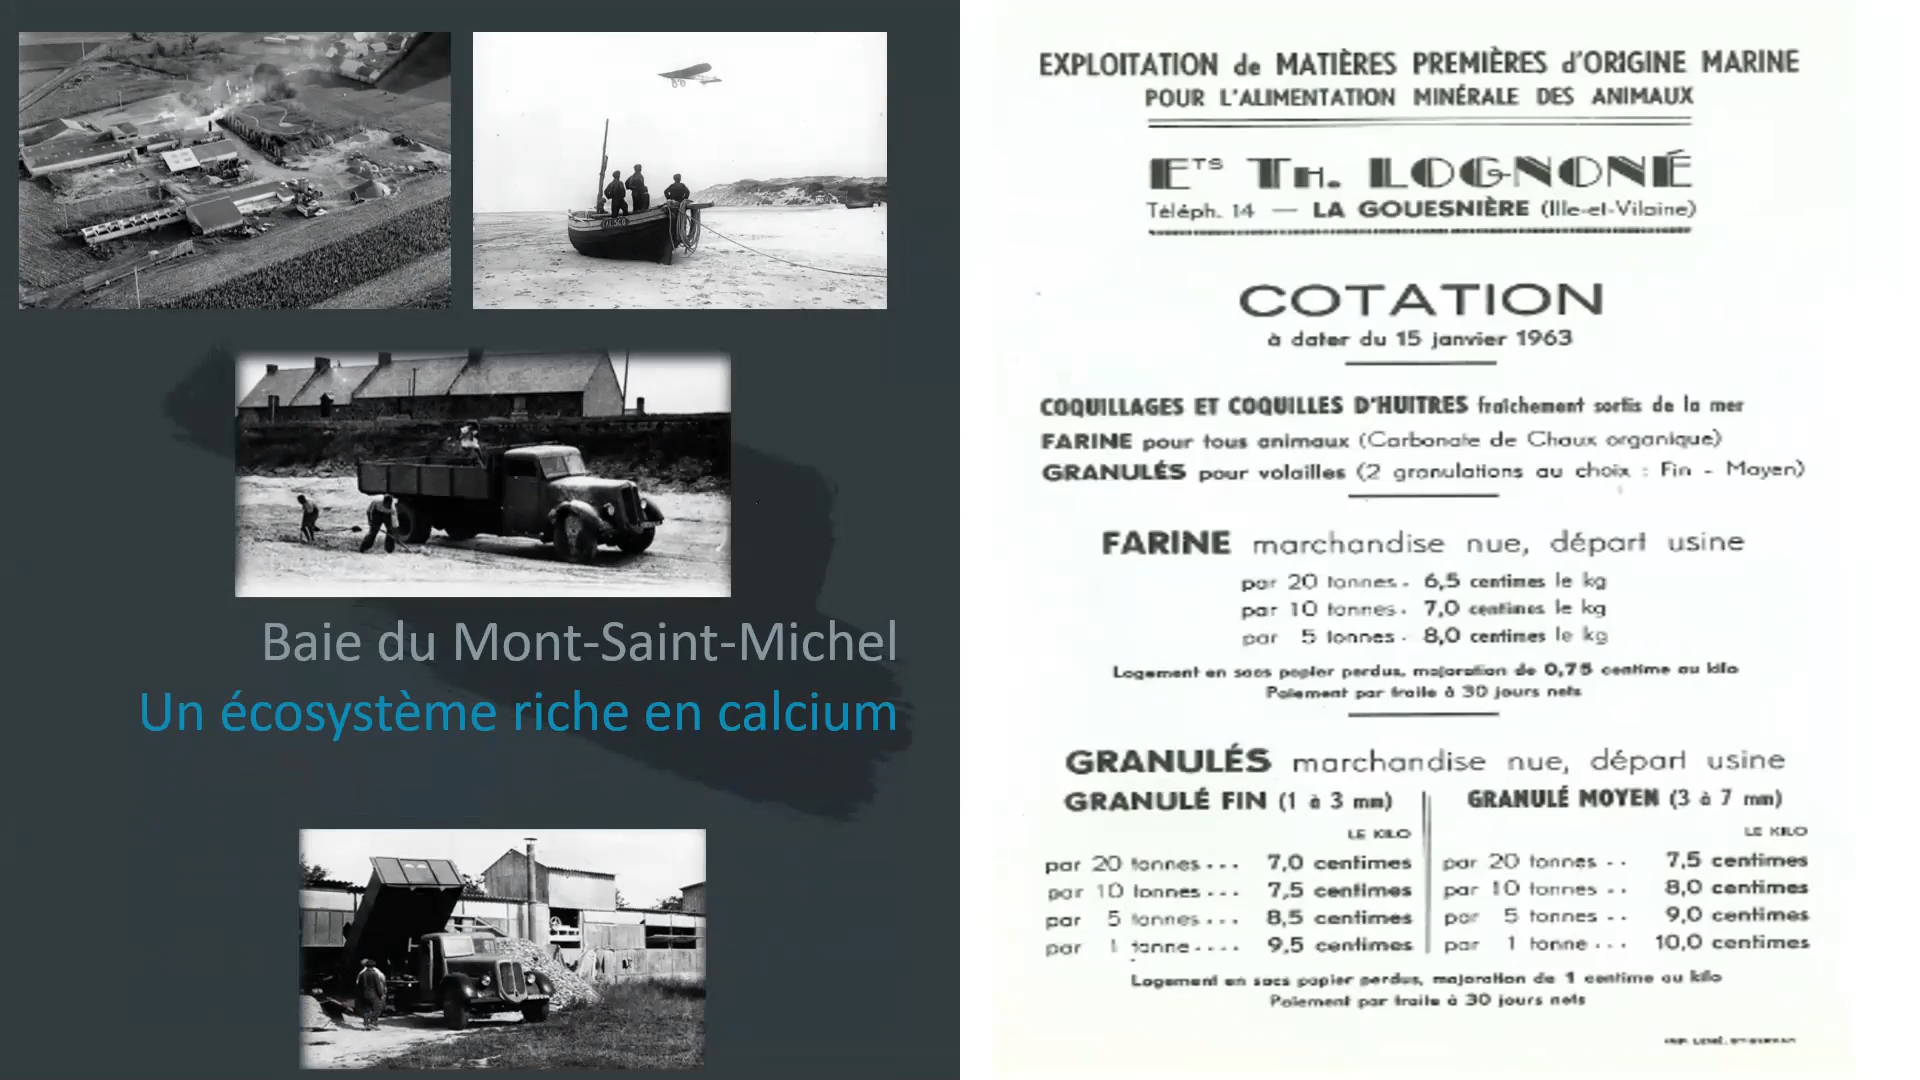 Baie du Mont-Saint-Michel
Un écosystème riche en calcium
EXPLOITATION de MATIÈRES PREMIÈRES d'ORIGINE MARINE
POUR L'ALIMENTATION MINÉRALE DES ANIMAUX
ETS TH. LOGNONÉ
Téléph. 14 — LA GOUESNIÈRE (Ille-et-Vilaine)
COTATION
à dater du 15 janvier 1963
COQUILLAGES ET COQUILLES D'HUITRES fraîchement sortis de la mer
FARINE pour tous animaux (Carbonate de Chaux organique)
GRANULÉS pour volailles (2 granulations au choix : Fin - Moyen)
FARINE marchandise nue, départ usine
par 20 tonnes. 6,5 centimes le kg
par 10 tonnes. 7,0 centimes le kg
par 5 tonnes. 8,0 centimes le kg
Logement en sacs papier perdus, majoration de 0,75 centime au kilo
Paiement par traite à 30 jours nets
GRANULÉS marchandise nue, départ usine
GRANULÉ FIN (1 à 3 mm)
LE KILO
par 20 tonnes... 7,0 centimes
par 10 tonnes... 7,5 centimes
par 5 tonnes... 8,5 centimes
par 1 tonne.... 9,5 centimes
GRANULÉ MOYEN (3 à 7 mm)
LE KILO
par 20 tonnes .. 7,5 centimes
par 10 tonnes .. 8,0 centimes
par 5 tonnes .. 9,0 centimes
par 1 tonne ... 10,0 centimes
Logement en sacs papier perdus, majoration de 1 centime au kilo
Paiement par traite à 30 jours nets